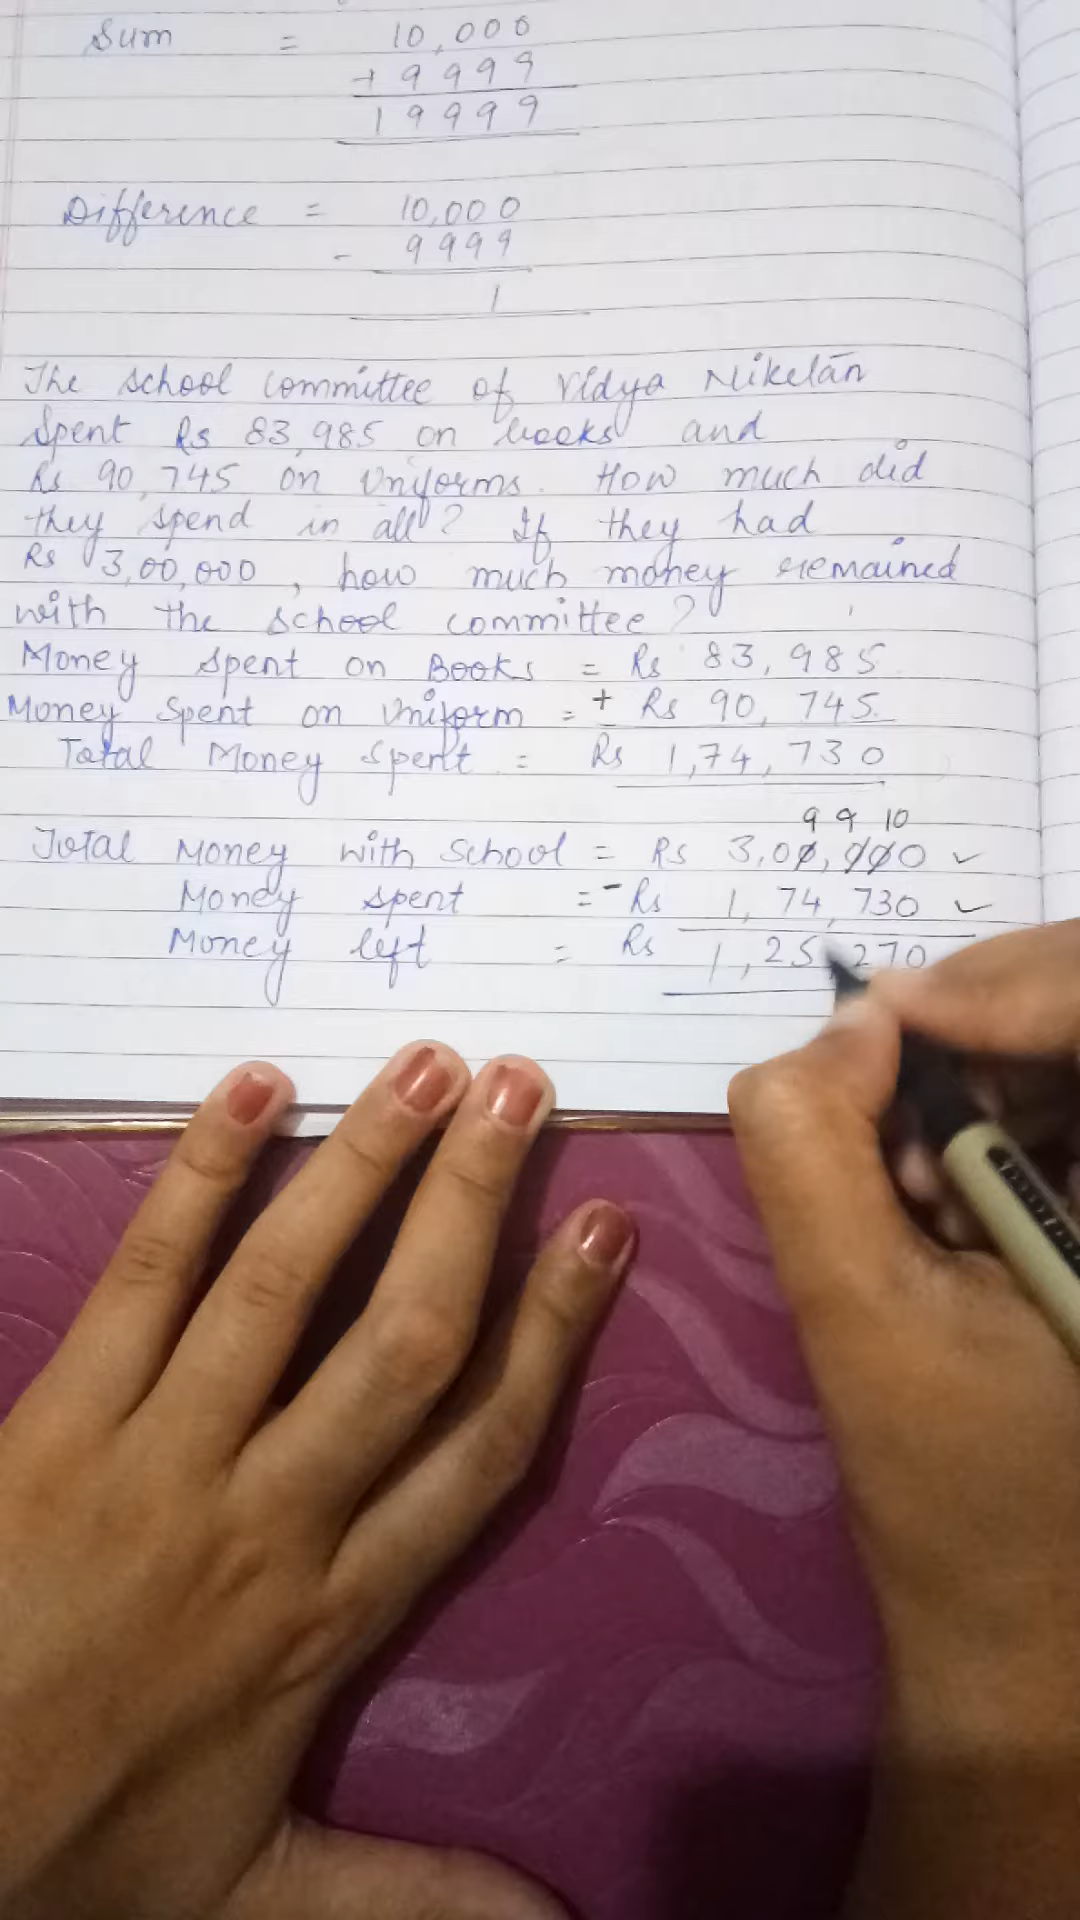 Sum = 10,000
+ 9999
19999
Difference = 10,000
- 9999
1
The school committee of Vidya Niketan
Spent Rs 83,985 on books and
Rs 90,745 on Uniforms. How much did
they spend in all? If they had
Rs 3,00,000, how much money remained
with the school committee?
Money spent on Books = Rs 83,985
Money Spent on Uniform = + Rs 90,745
Total Money spent = Rs 1,74,730
9 9 10
Total Money with School = Rs 3,00,000 ✓
Money spent = - Rs 1,74,730 ✓
Money left = Rs 1,25,270